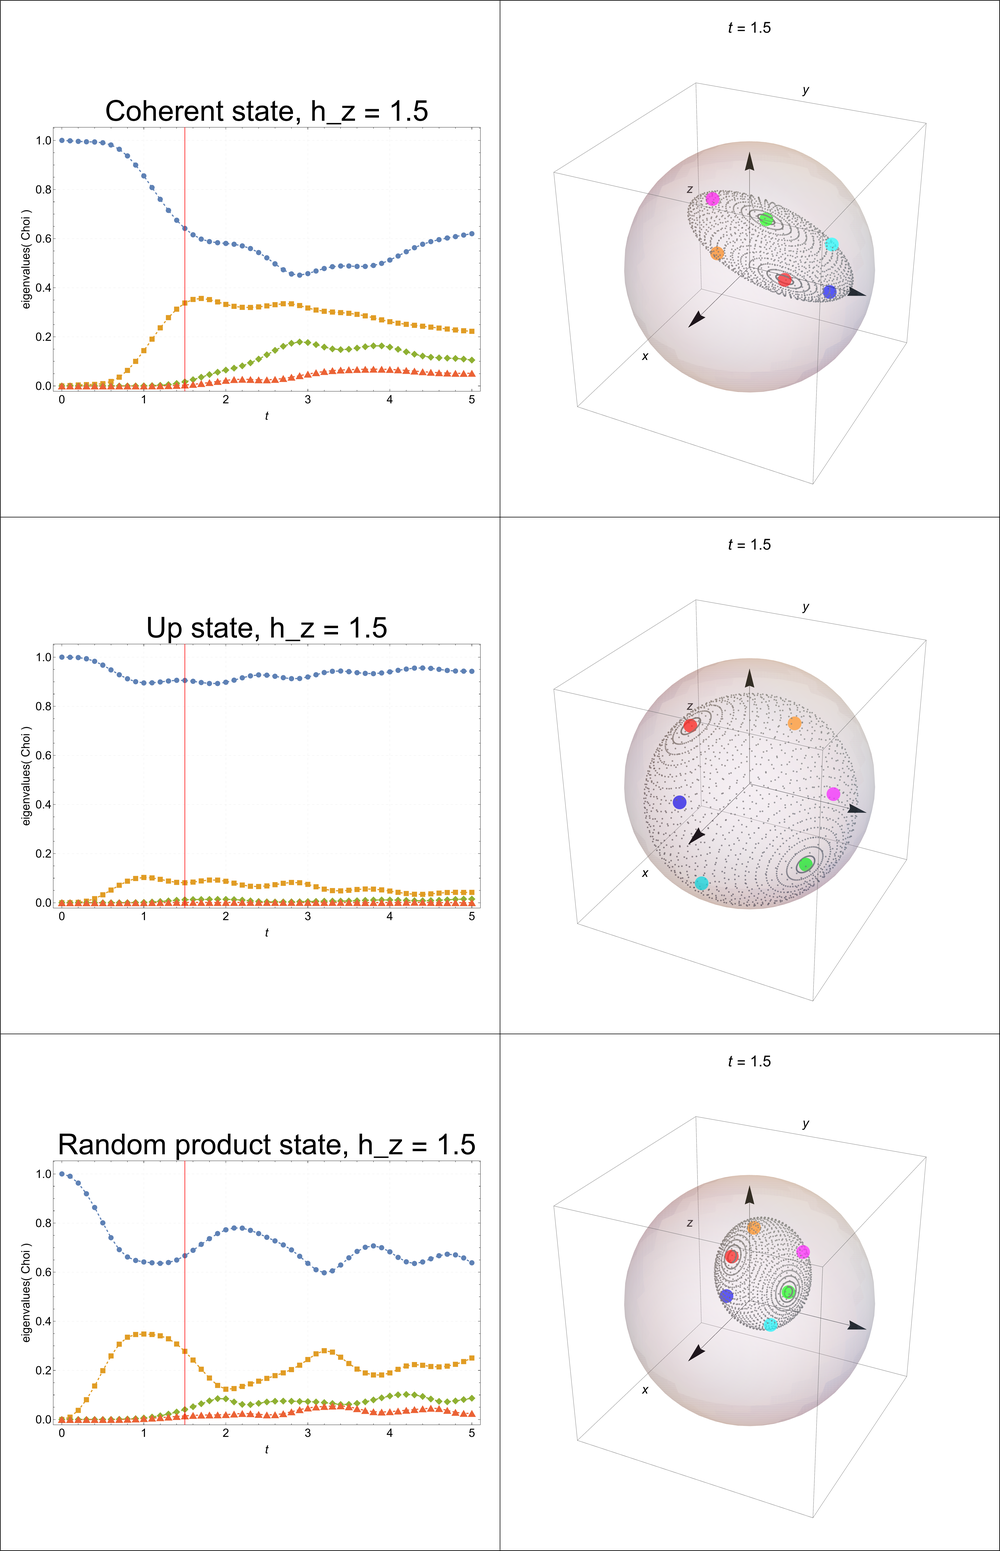 Coherent state, h_z = 1.5
eigenvalues( Choi )
1.0
0.8
0.6
0.4
0.2
0.0
0 1 2 3 4 5
t
t = 1.5
y
z
x
Up state, h_z = 1.5
eigenvalues( Choi )
1.0
0.8
0.6
0.4
0.2
0.0
0 1 2 3 4 5
t
t = 1.5
y
z
x
Random product state, h_z = 1.5
eigenvalues( Choi )
1.0
0.8
0.6
0.4
0.2
0.0
0 1 2 3 4 5
t
t = 1.5
y
z
x